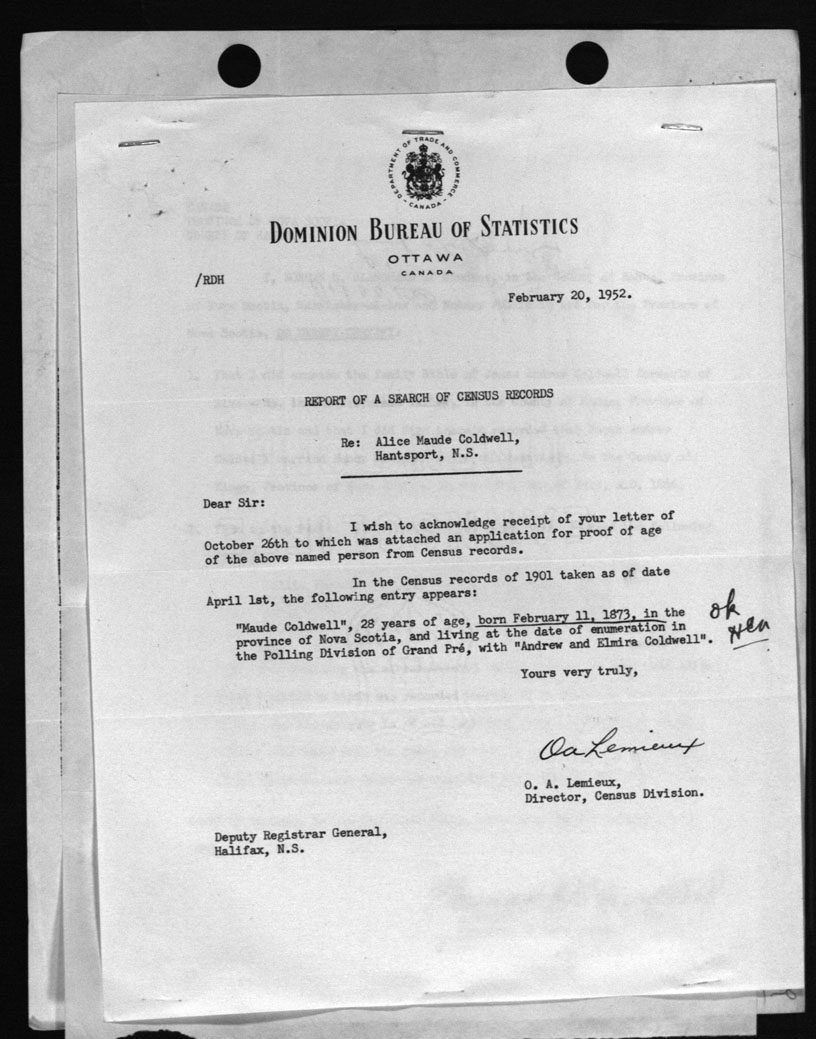 DEPARTMENT OF TRADE AND COMMERCE
CANADA
DOMINION BUREAU OF STATISTICS
OTTAWA
CANADA
/RDH
February 20, 1952.
REPORT OF A SEARCH OF CENSUS RECORDS
Re: Alice Maude Coldwell,
Hantsport, N.S.
Dear Sir:
I wish to acknowledge receipt of your letter of
October 26th to which was attached an application for proof of age
of the above named person from Census records.
In the Census records of 1901 taken as of date
April 1st, the following entry appears:
"Maude Coldwell", 28 years of age, born February 11, 1873, in the
province of Nova Scotia, and living at the date of enumeration in
the Polling Division of Grand Pré, with "Andrew and Elmira Coldwell".
ok
Yours very truly,
Oa Lemieux
O. A. Lemieux,
Director, Census Division.
Deputy Registrar General,
Halifax, N.S.